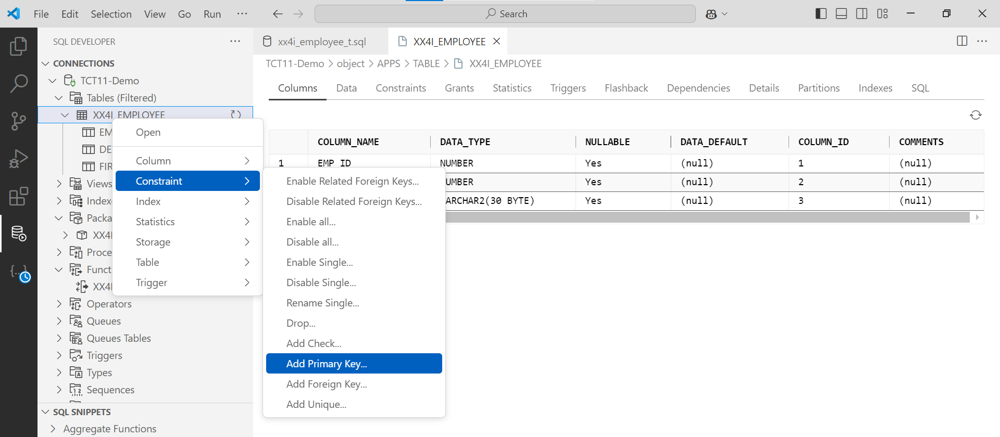 File Edit Selection View Go Run ··· Search
SQL DEVELOPER ···
CONNECTIONS
TCT11-Demo
Tables (Filtered)
XX4I_EMPLOYEE
EM
DE
FIR
Views
Index
Packa
XX4I
Proce
Funct
XX4I
Operators
Queues
Queues Tables
Triggers
Types
Sequences
SQL SNIPPETS
Aggregate Functions
Open
Column
Constraint
Index
Statistics
Storage
Table
Trigger
Enable Related Foreign Keys...
Disable Related Foreign Keys...
Enable all...
Disable all...
Enable Single...
Disable Single...
Rename Single...
Drop...
Add Check...
Add Primary Key...
Add Foreign Key...
Add Unique...
xx4i_employee_t.sql XX4I_EMPLOYEE
TCT11-Demo > object > APPS > TABLE > XX4I_EMPLOYEE
Columns Data Constraints Grants Statistics Triggers Flashback Dependencies Details Partitions Indexes SQL
COLUMN_NAME DATA_TYPE NULLABLE DATA_DEFAULT COLUMN_ID COMMENTS
1 EMP_ID NUMBER Yes (null) 1 (null)
UMBER Yes (null) 2 (null)
ARCHAR2(30 BYTE) Yes (null) 3 (null)